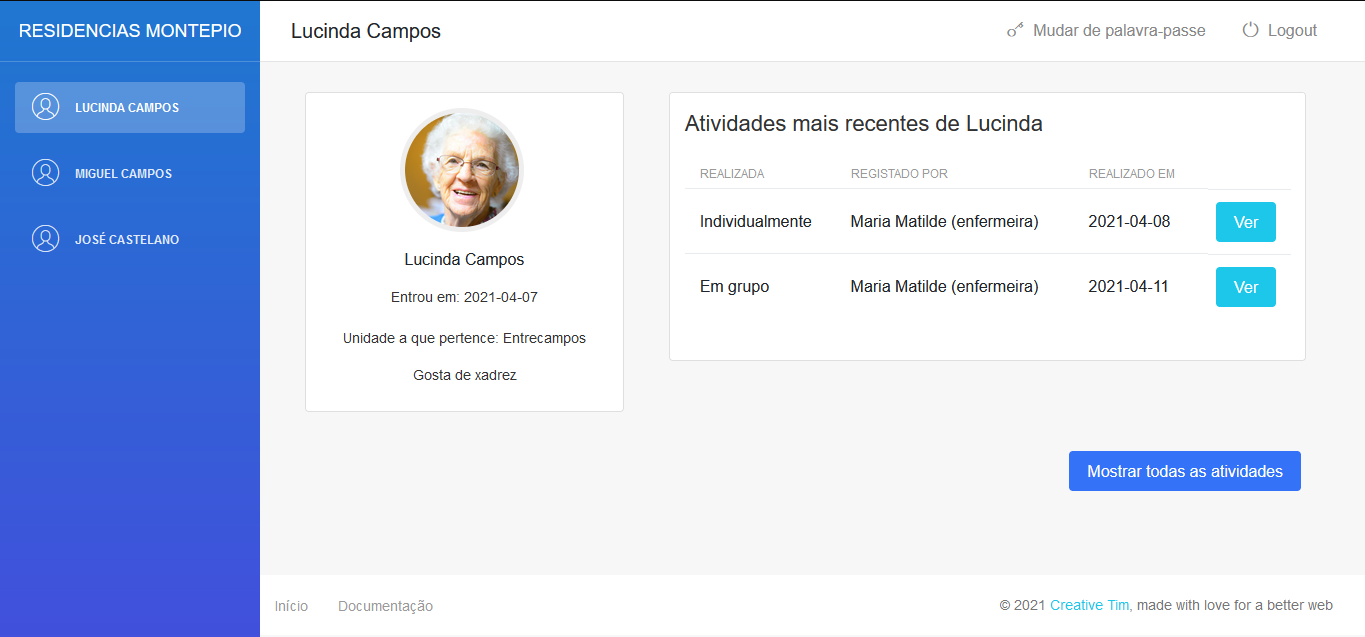 RESIDENCIAS MONTEPIO
Lucinda Campos
Mudar de palavra-passe
Logout
LUCINDA CAMPOS
MIGUEL CAMPOS
JOSÉ CASTELANO
Lucinda Campos
Entrou em: 2021-04-07
Unidade a que pertence: Entrecampos
Gosta de xadrez
Atividades mais recentes de Lucinda
REALIZADA REGISTADO POR REALIZADO EM
Individualmente Maria Matilde (enfermeira) 2021-04-08 Ver
Em grupo Maria Matilde (enfermeira) 2021-04-11 Ver
Mostrar todas as atividades
Início Documentação
© 2021 Creative Tim, made with love for a better web